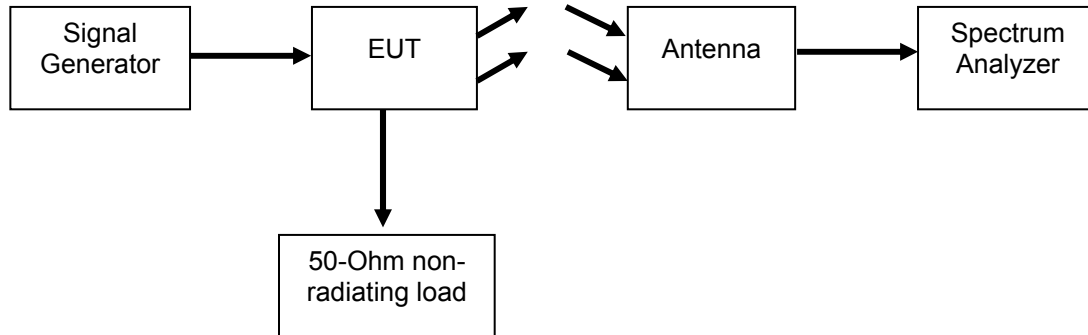 Signal
Generator
EUT
Antenna
Spectrum
Analyzer
50-Ohm non-
radiating load